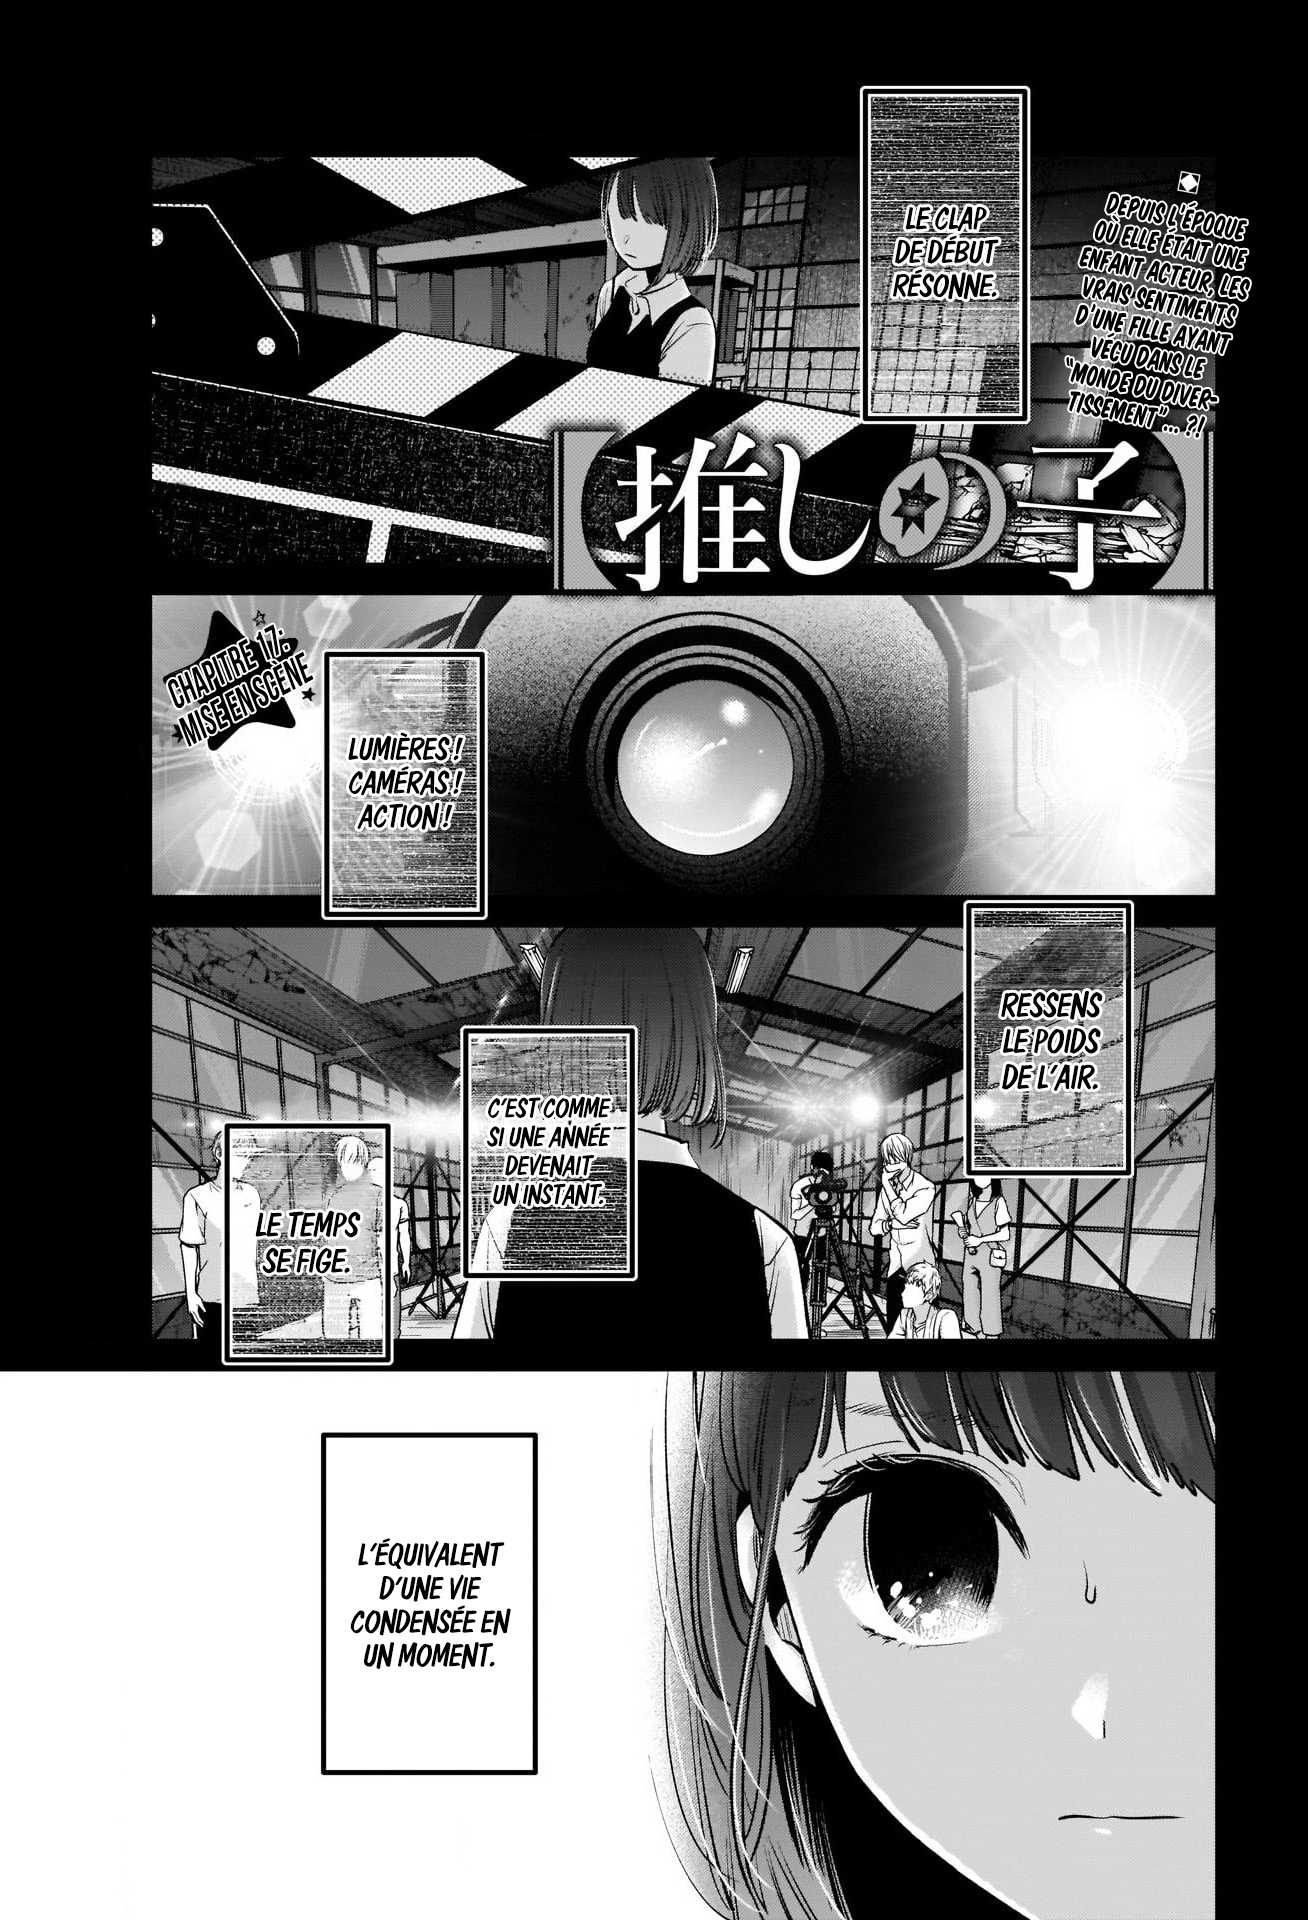 LE CLAP
DE DÉBUT
RÉSONNE.
DEPUIS L'ÉPOQUE
OÙ ELLE ÉTAIT UNE
ENFANT ACTEUR, LES
VRAIS SENTIMENTS
D'UNE FILLE AYANT
VECU DANS LE
"MONDE DU DIVER-
TISSEMENT"... ?!
【推しの子】
CHAPITRE 17:
MISE EN SCÈNE
LUMIÈRES !
CAMÉRAS !
ACTION !
RESSENS
LE POIDS
DE L'AIR.
C'EST COMME
SI UNE ANNÉE
DEVENAIT
UN INSTANT.
LE TEMPS
SE FIGE.
L'ÉQUIVALENT
D'UNE VIE
CONDENSÉE EN
UN MOMENT.